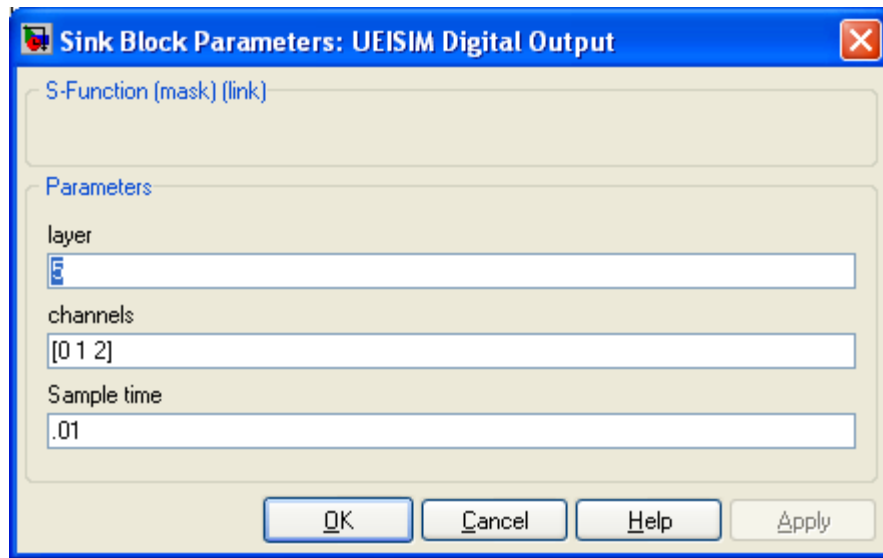 Sink Block Parameters: UEISIM Digital Output
S-Function (mask) (link)
Parameters
layer
5
channels
[0 1 2]
Sample time
.01
OK Cancel Help Apply